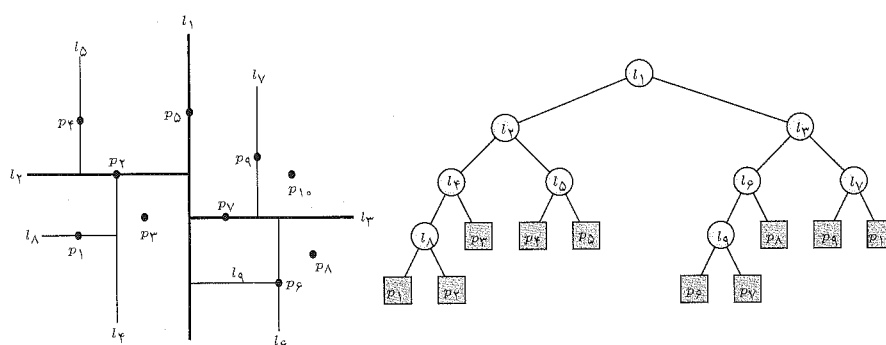 l۱
l۵
l۷
p۵
p۴
p۲
p۹
p۱۰
l۲
p۷
l۳
p۳
l۸
p۱
p۸
l۹
p۶
l۴
l۶
l۱
l۲ l۳
l۴ l۵ l۶ l۷
l۸ p۳ p۴ p۵ l۹ p۸ p۹ p۱
p۱ p۲ p۶ p۷